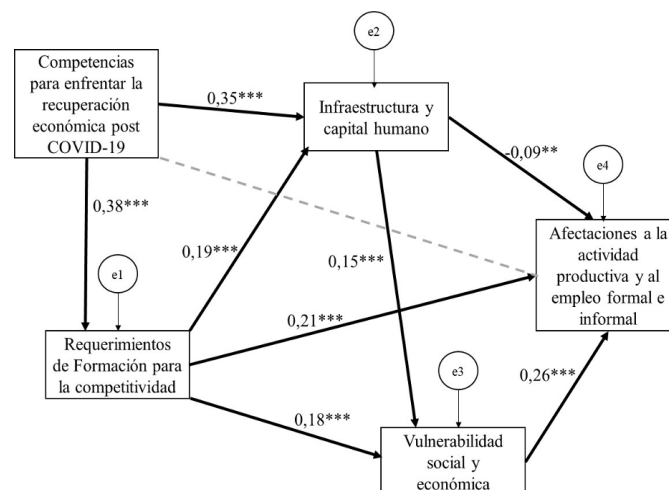 Competencias
para enfrentar la
recuperación
económica post
COVID-19
e2
0,35***
Infraestructura y
capital humano
-0,09**
e4
0,38***
0,19***
0,15***
Afectaciones a la
actividad
productiva y al
empleo formal e
informal
e1
0,21***
Requerimientos
de Formación para
la competitividad
e3
0,26***
0,18***
Vulnerabilidad
social y
económica